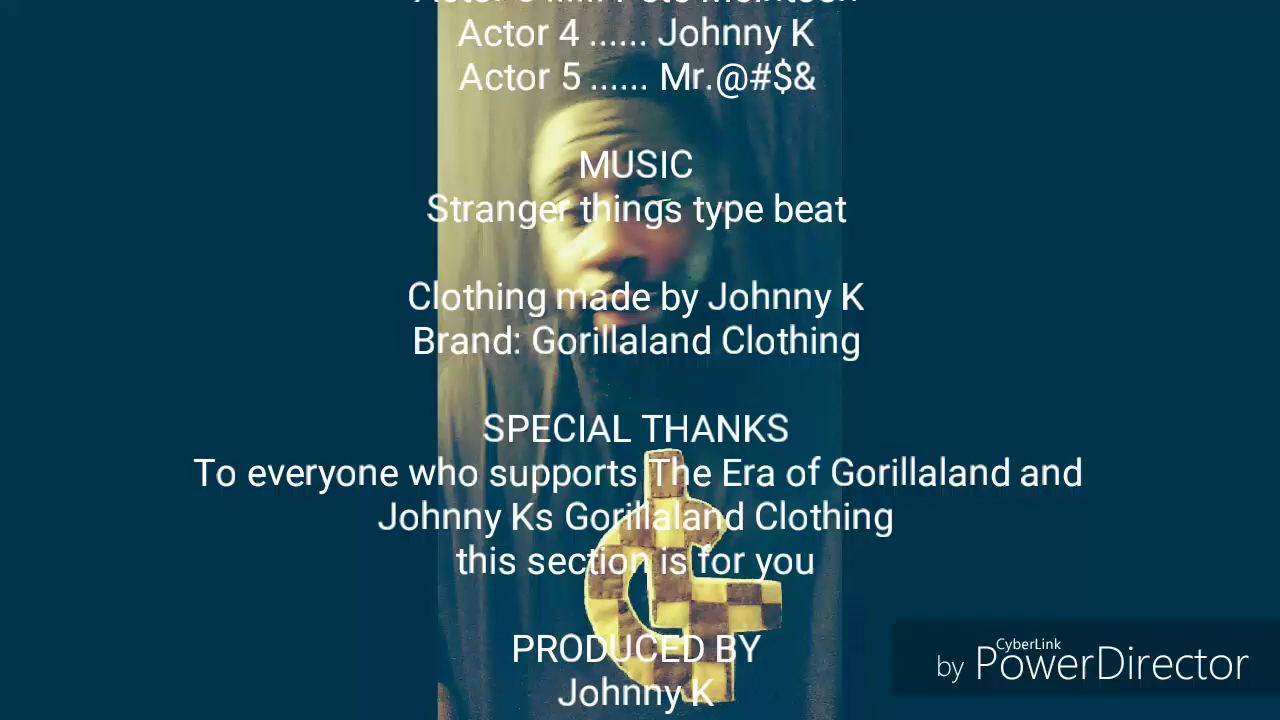 Actor 4 ...... Johnny K
Actor 5 ...... Mr.@#$&
MUSIC
Stranger things type beat
Clothing made by Johnny K
Brand: Gorillaland Clothing
SPECIAL THANKS
To everyone who supports The Era of Gorillaland and
Johnny Ks Gorillaland Clothing
this section is for you
PRODUCED BY
Johnny K
CyberLink
by PowerDirector